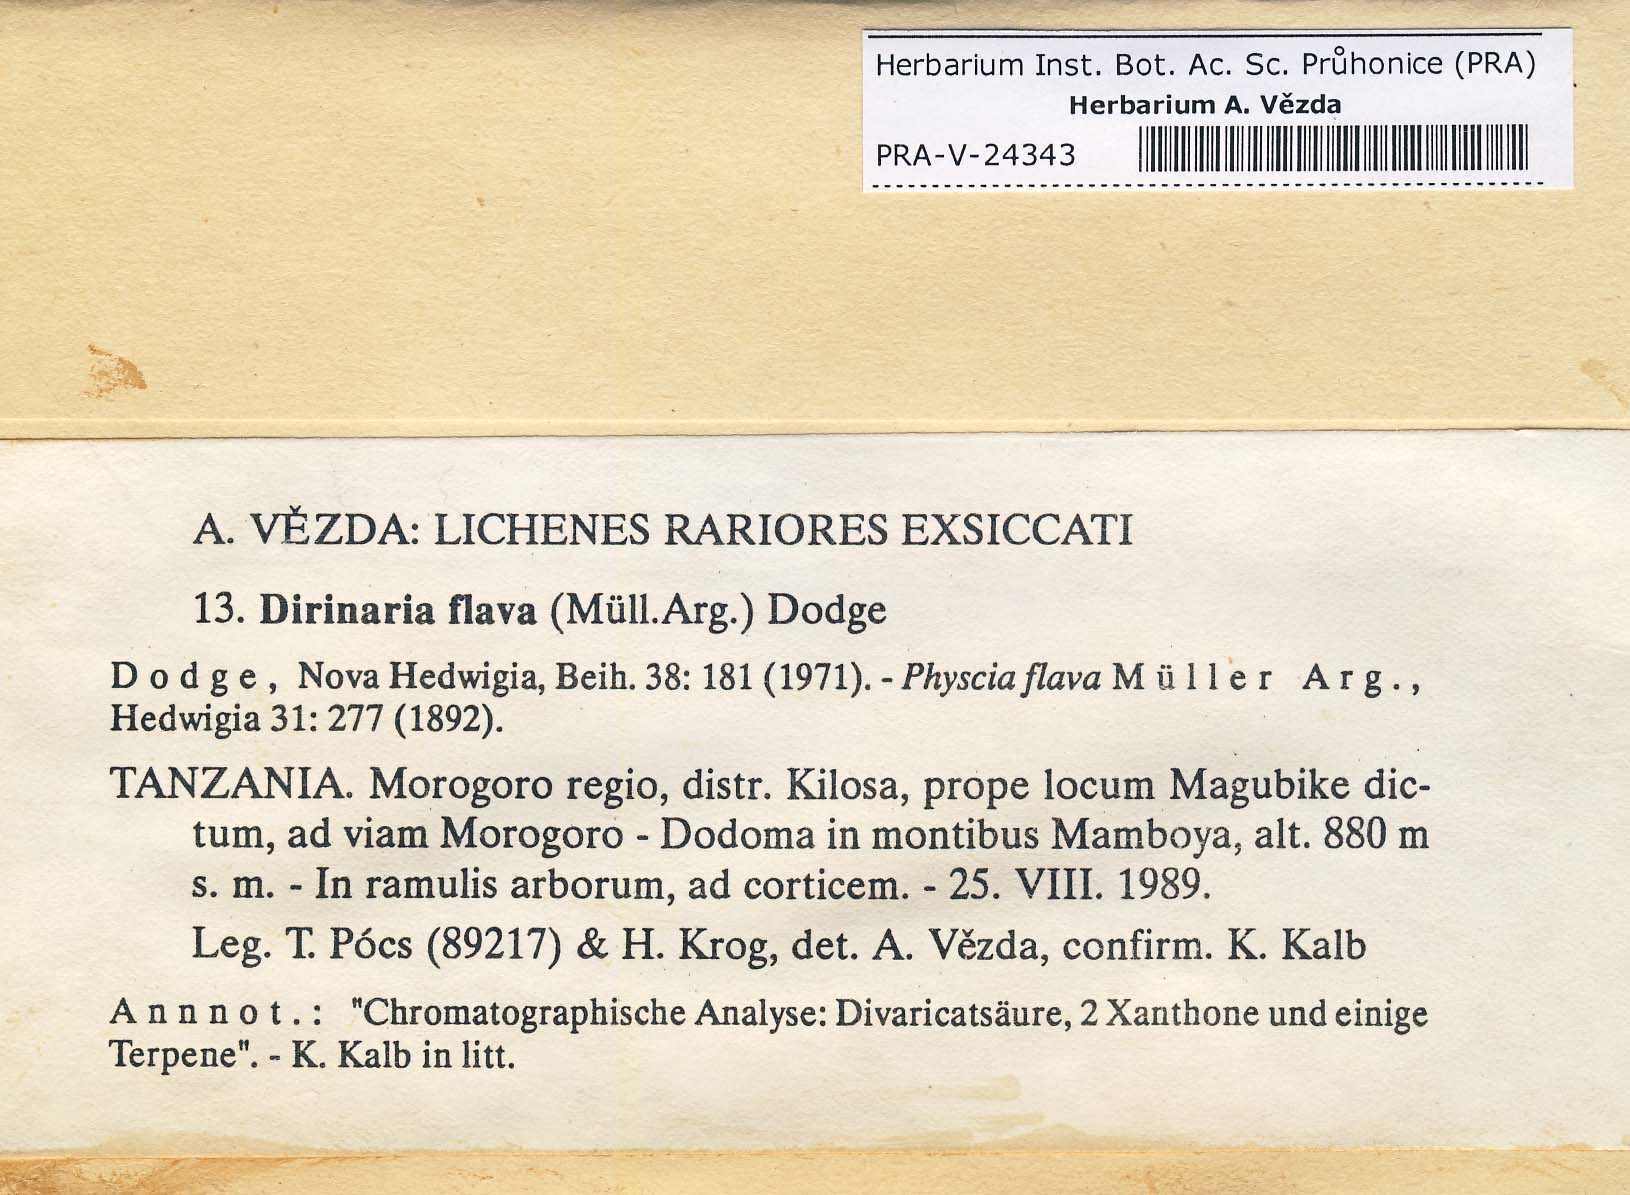 Herbarium Inst. Bot. Ac. Sc. Průhonice (PRA)
Herbarium A. Vězda
PRA-V-24343
A. VĚZDA: LICHENES RARIORES EXSICCATI
13. Dirinaria flava (Müll.Arg.) Dodge
Dodge, Nova Hedwigia, Beih. 38: 181 (1971). - Physcia flava Müller Arg.,
Hedwigia 31: 277 (1892).
TANZANIA. Morogoro regio, distr. Kilosa, prope locum Magubike dic-
tum, ad viam Morogoro - Dodoma in montibus Mamboya, alt. 880 m
s. m. - In ramulis arborum, ad corticem. - 25. VIII. 1989.
Leg. T. Pócs (89217) & H. Krog, det. A. Vězda, confirm. K. Kalb
Annnot.: "Chromatographische Analyse: Divaricatsäure, 2 Xanthone und einige
Terpene". - K. Kalb in litt.